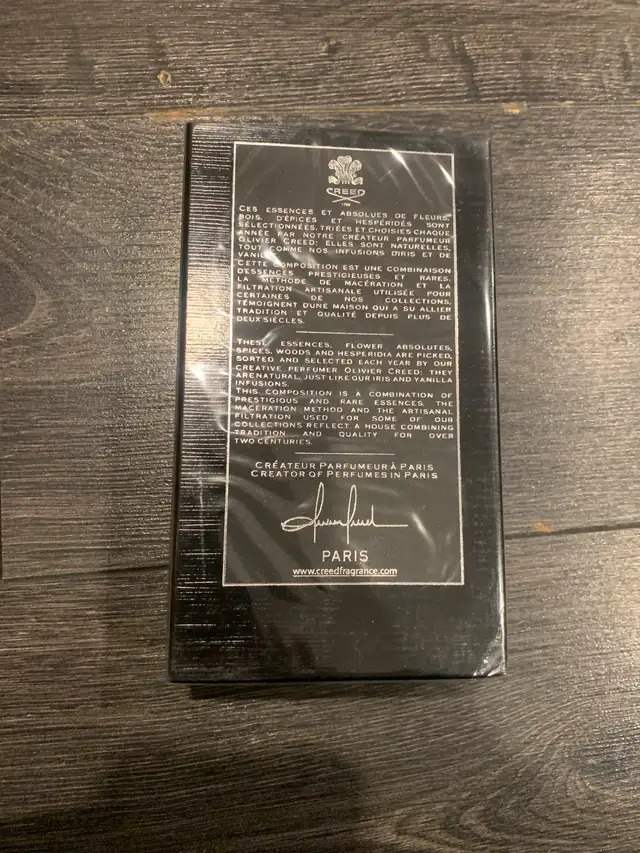 CREED
1760
CES ESSENCES ET ABSOLUES DE FLEURS,
BOIS, D'ÉPICES ET HESPÉRIDÉS SONT
SÉLECTIONNÉES, TRIÉES ET CHOISIES CHAQUE
ANNÉE PAR NOTRE CRÉATEUR PARFUMEUR
OLIVIER CREED: ELLES SONT NATURELLES,
TOUT COMME NOS INFUSIONS D'IRIS ET DE
VANILLE
CETTE COMPOSITION EST UNE COMBINAISON
D'ESSENCES PRESTIGIEUSES ET RARES.
LA METHODE DE MACÉRATION ET LA
FILTRATION ARTISANALE UTILISÉE POUR
CERTAINES DE NOS COLLECTIONS,
TÉMOIGNENT D'UNE MAISON QUI A SU ALLIER
TRADITION ET QUALITÉ DEPUIS PLUS DE
DEUX SIÈCLES.
THESE ESSENCES, FLOWER ABSOLUTES,
SPICES, WOODS AND HESPERIDIA ARE PICKED,
SORTED AND SELECTED EACH YEAR BY OUR
CREATIVE PERFUMER OLIVIER CREED: THEY
ARENATURAL, JUST LIKE OUR IRIS AND VANILLA
INFUSIONS.
THIS COMPOSITION IS A COMBINATION OF
PRESTIGIOUS AND RARE ESSENCES. THE
MACERATION METHOD AND THE ARTISANAL
FILTRATION USED FOR SOME OF OUR
COLLECTIONS REFLECT A HOUSE COMBINING
TRADITION AND QUALITY FOR OVER
TWO CENTURIES.
CRÉATEUR PARFUMEUR À PARIS
CREATOR OF PERFUMES IN PARIS
PARIS
www.creedfragrance.com